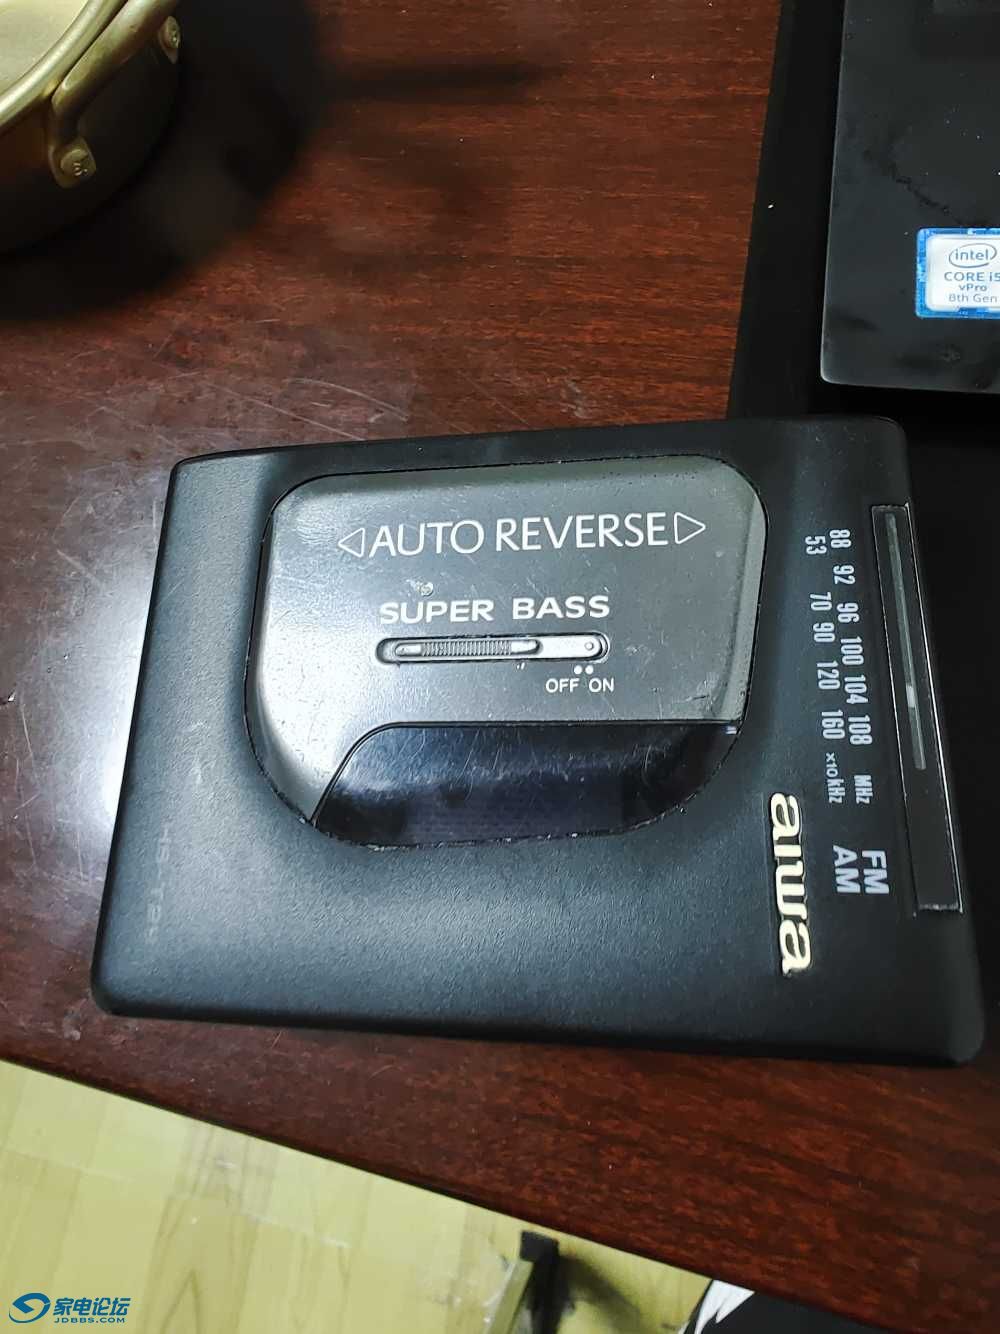 intel
CORE i5
vPro
8th Gen
◁AUTO REVERSE▷
SUPER BASS
OFF ON
88 92 96 100 104 108 MHz
53 70 90 120 160 ×10kHz
FM
AM
aiwa
家电论坛
JDBBS.COM